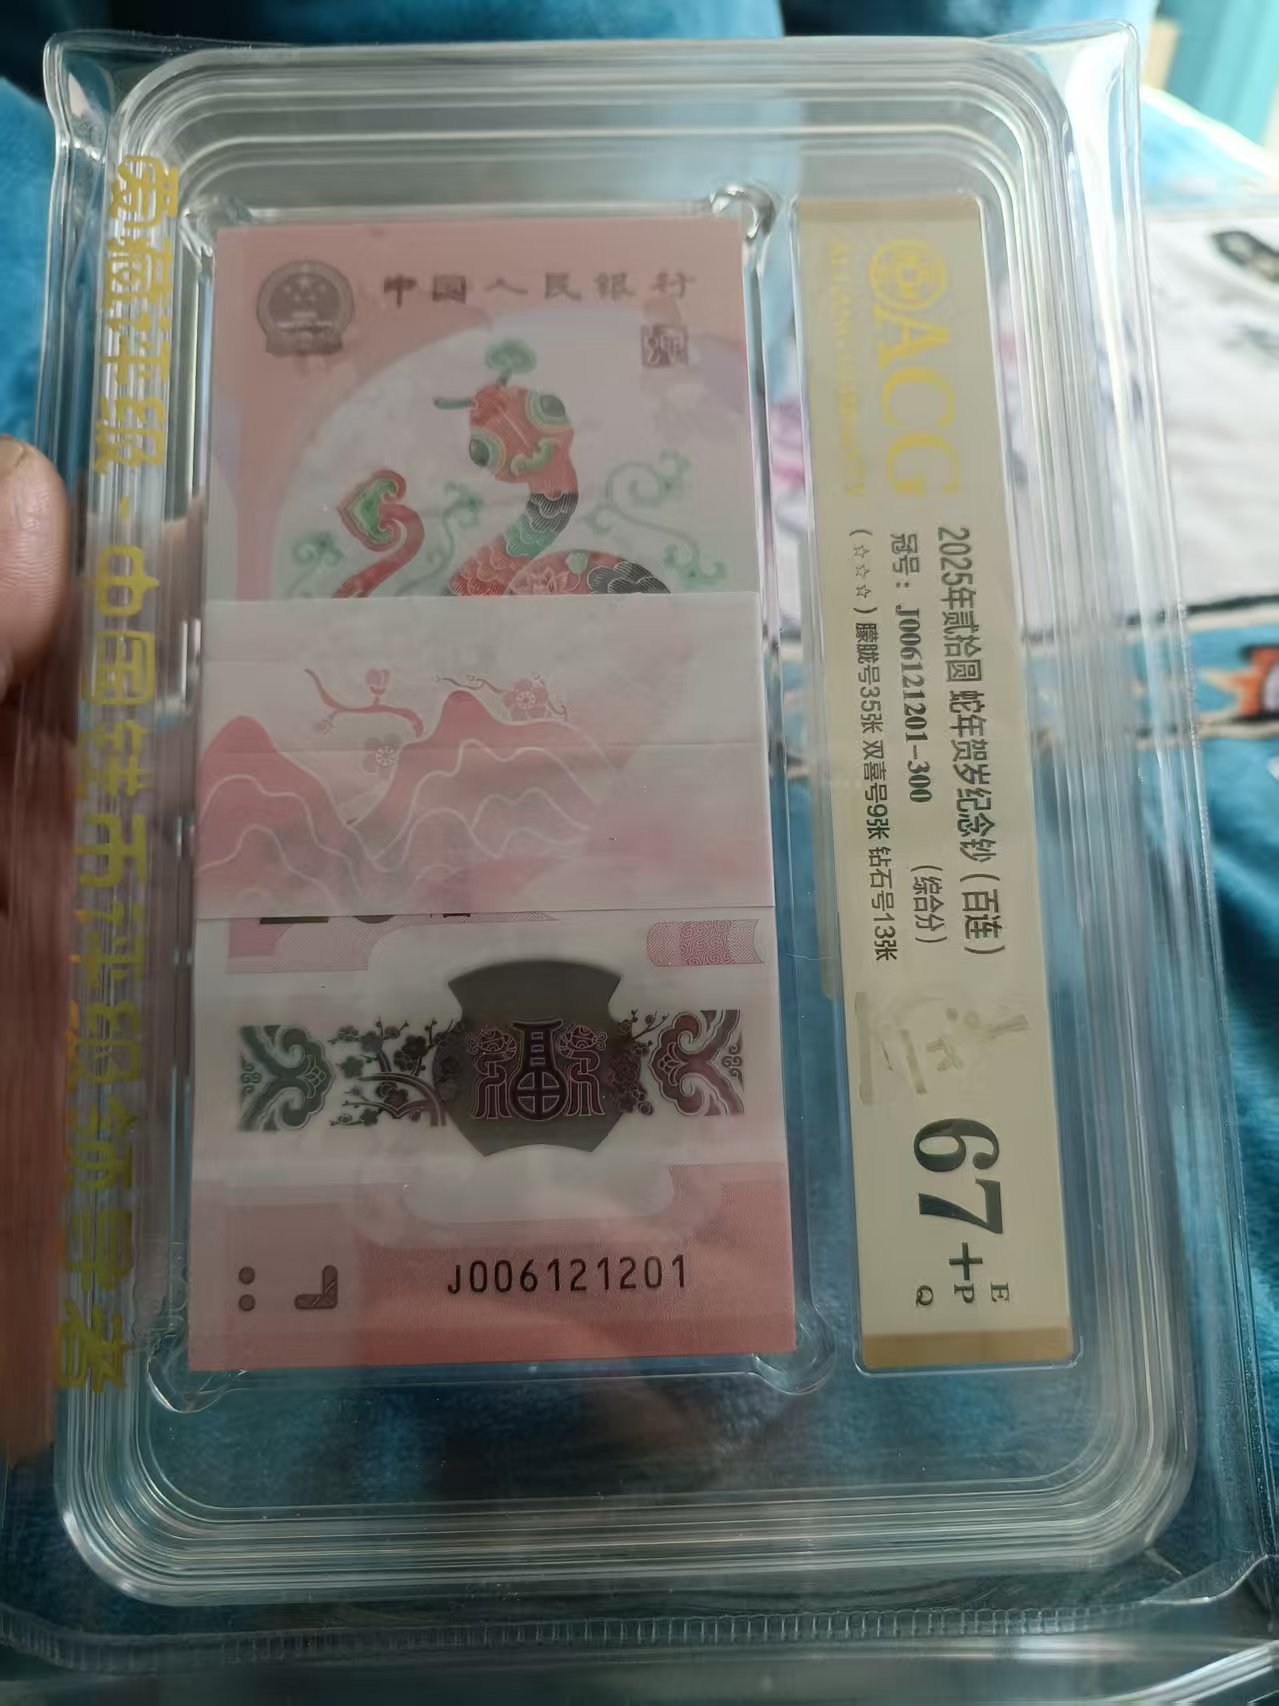 爱藏评级·中国钱币评级领导者
中国人民银行
福
J006121201
ACG
2025年贰拾圆 蛇年贺岁纪念钞（百连）
冠号：J006121201-300 （综合分）
（☆☆☆）朦胧号35张 双喜号9张 钻石号13张
67+
E
P
Q